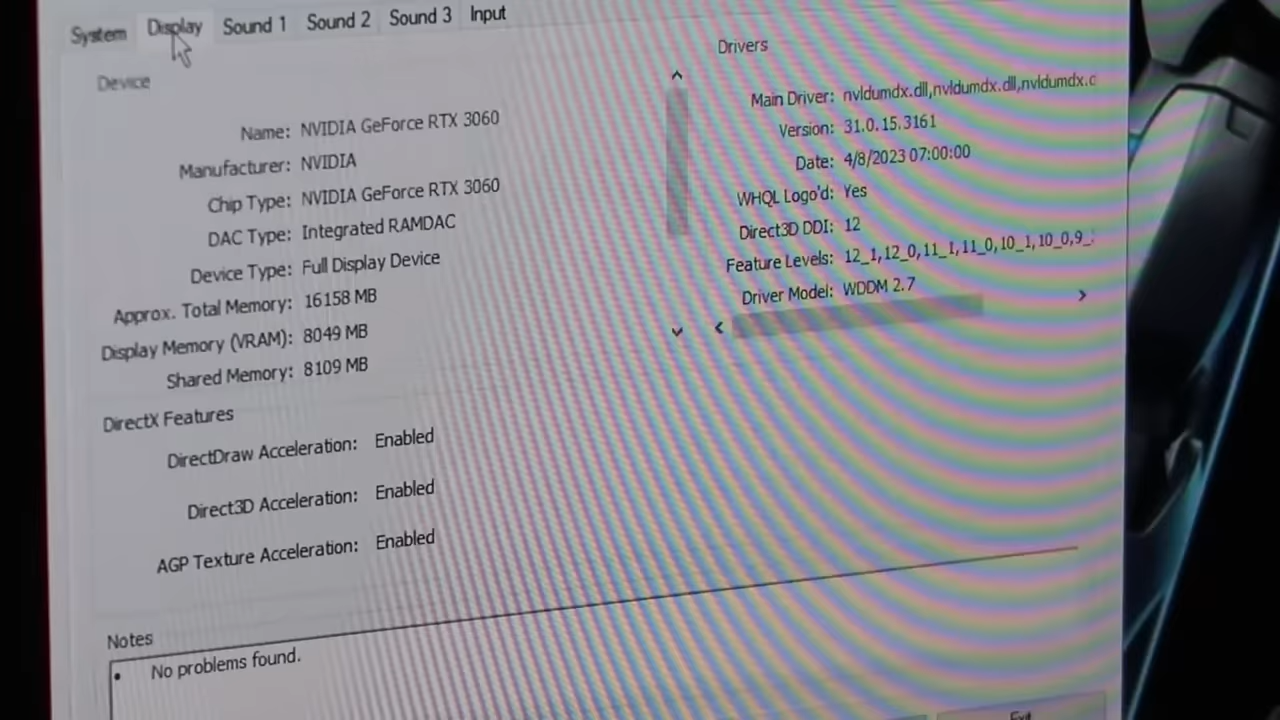 System Display Sound 1 Sound 2 Sound 3 Input
Device
Name: NVIDIA GeForce RTX 3060
Manufacturer: NVIDIA
Chip Type: NVIDIA GeForce RTX 3060
DAC Type: Integrated RAMDAC
Device Type: Full Display Device
Approx. Total Memory: 16158 MB
Display Memory (VRAM): 8049 MB
Shared Memory: 8109 MB
Drivers
Main Driver: nvldumdx.dll,nvldumdx.dll,nvldumdx.c
Version: 31.0.15.3161
Date: 4/8/2023 07:00:00
WHQL Logo'd: Yes
Direct3D DDI: 12
Feature Levels: 12_1,12_0,11_1,11_0,10_1,10_0,9_
Driver Model: WDDM 2.7
DirectX Features
DirectDraw Acceleration: Enabled
Direct3D Acceleration: Enabled
AGP Texture Acceleration: Enabled
Notes
• No problems found.
Exit